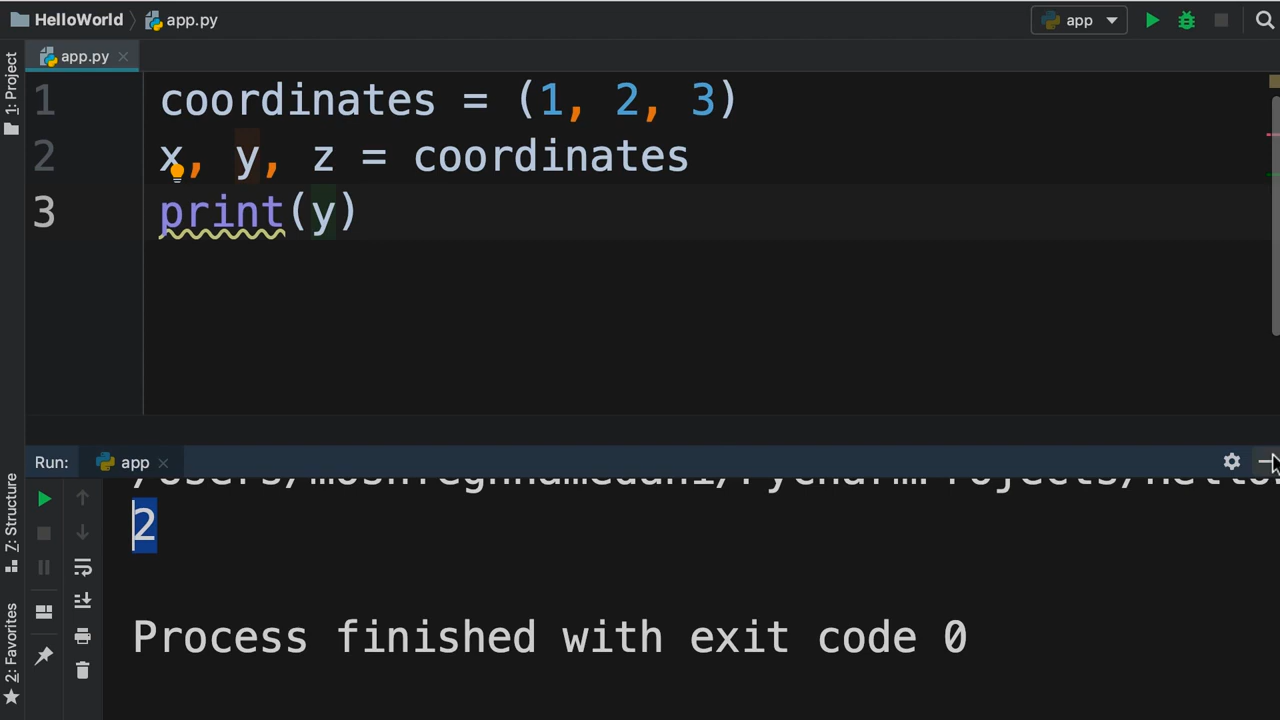 HelloWorld app.py app
app.py
1: Project
1 coordinates = (1, 2, 3)
2 x, y, z = coordinates
3 print(y)
Run: app
7: Structure
2: Favorites
2
Process finished with exit code 0